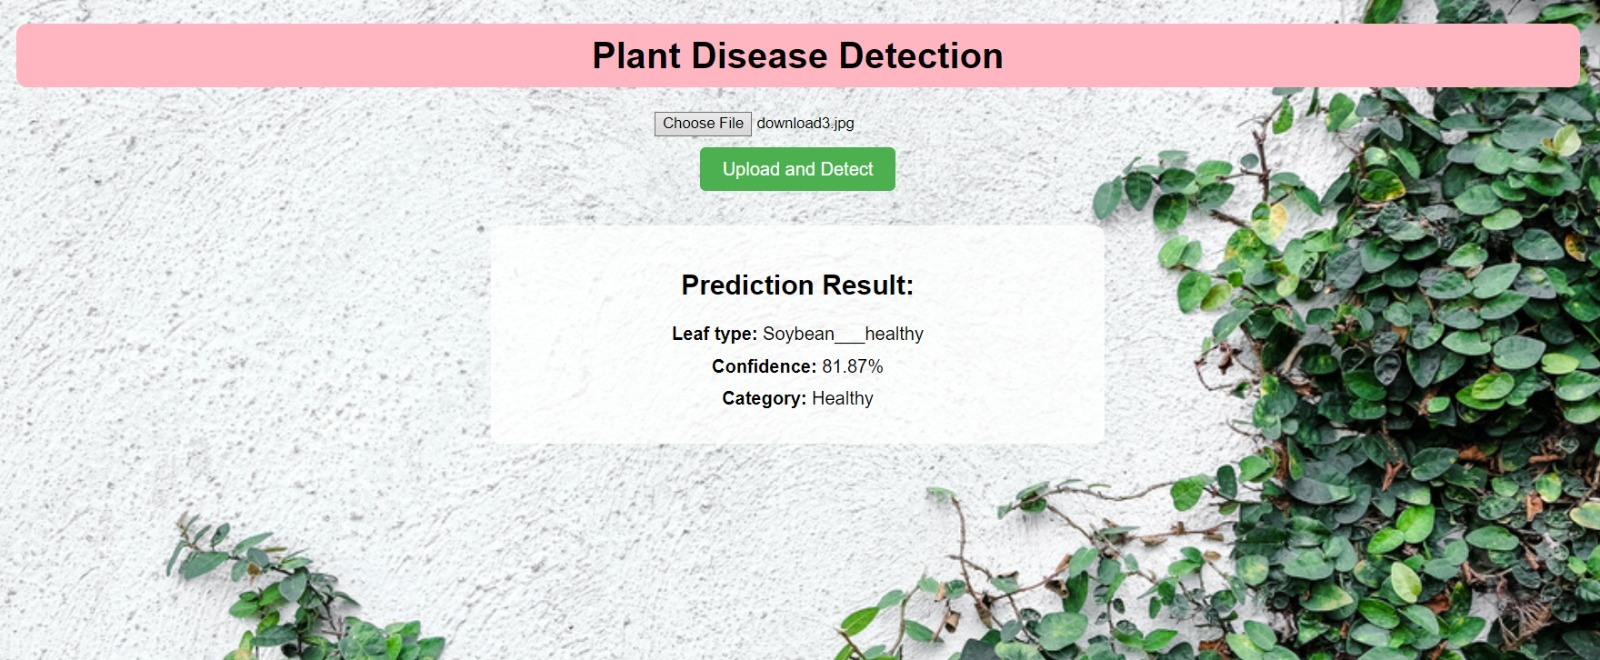 Plant Disease Detection
Choose File download3.jpg
Upload and Detect
Prediction Result:
Leaf type: Soybean___healthy
Confidence: 81.87%
Category: Healthy